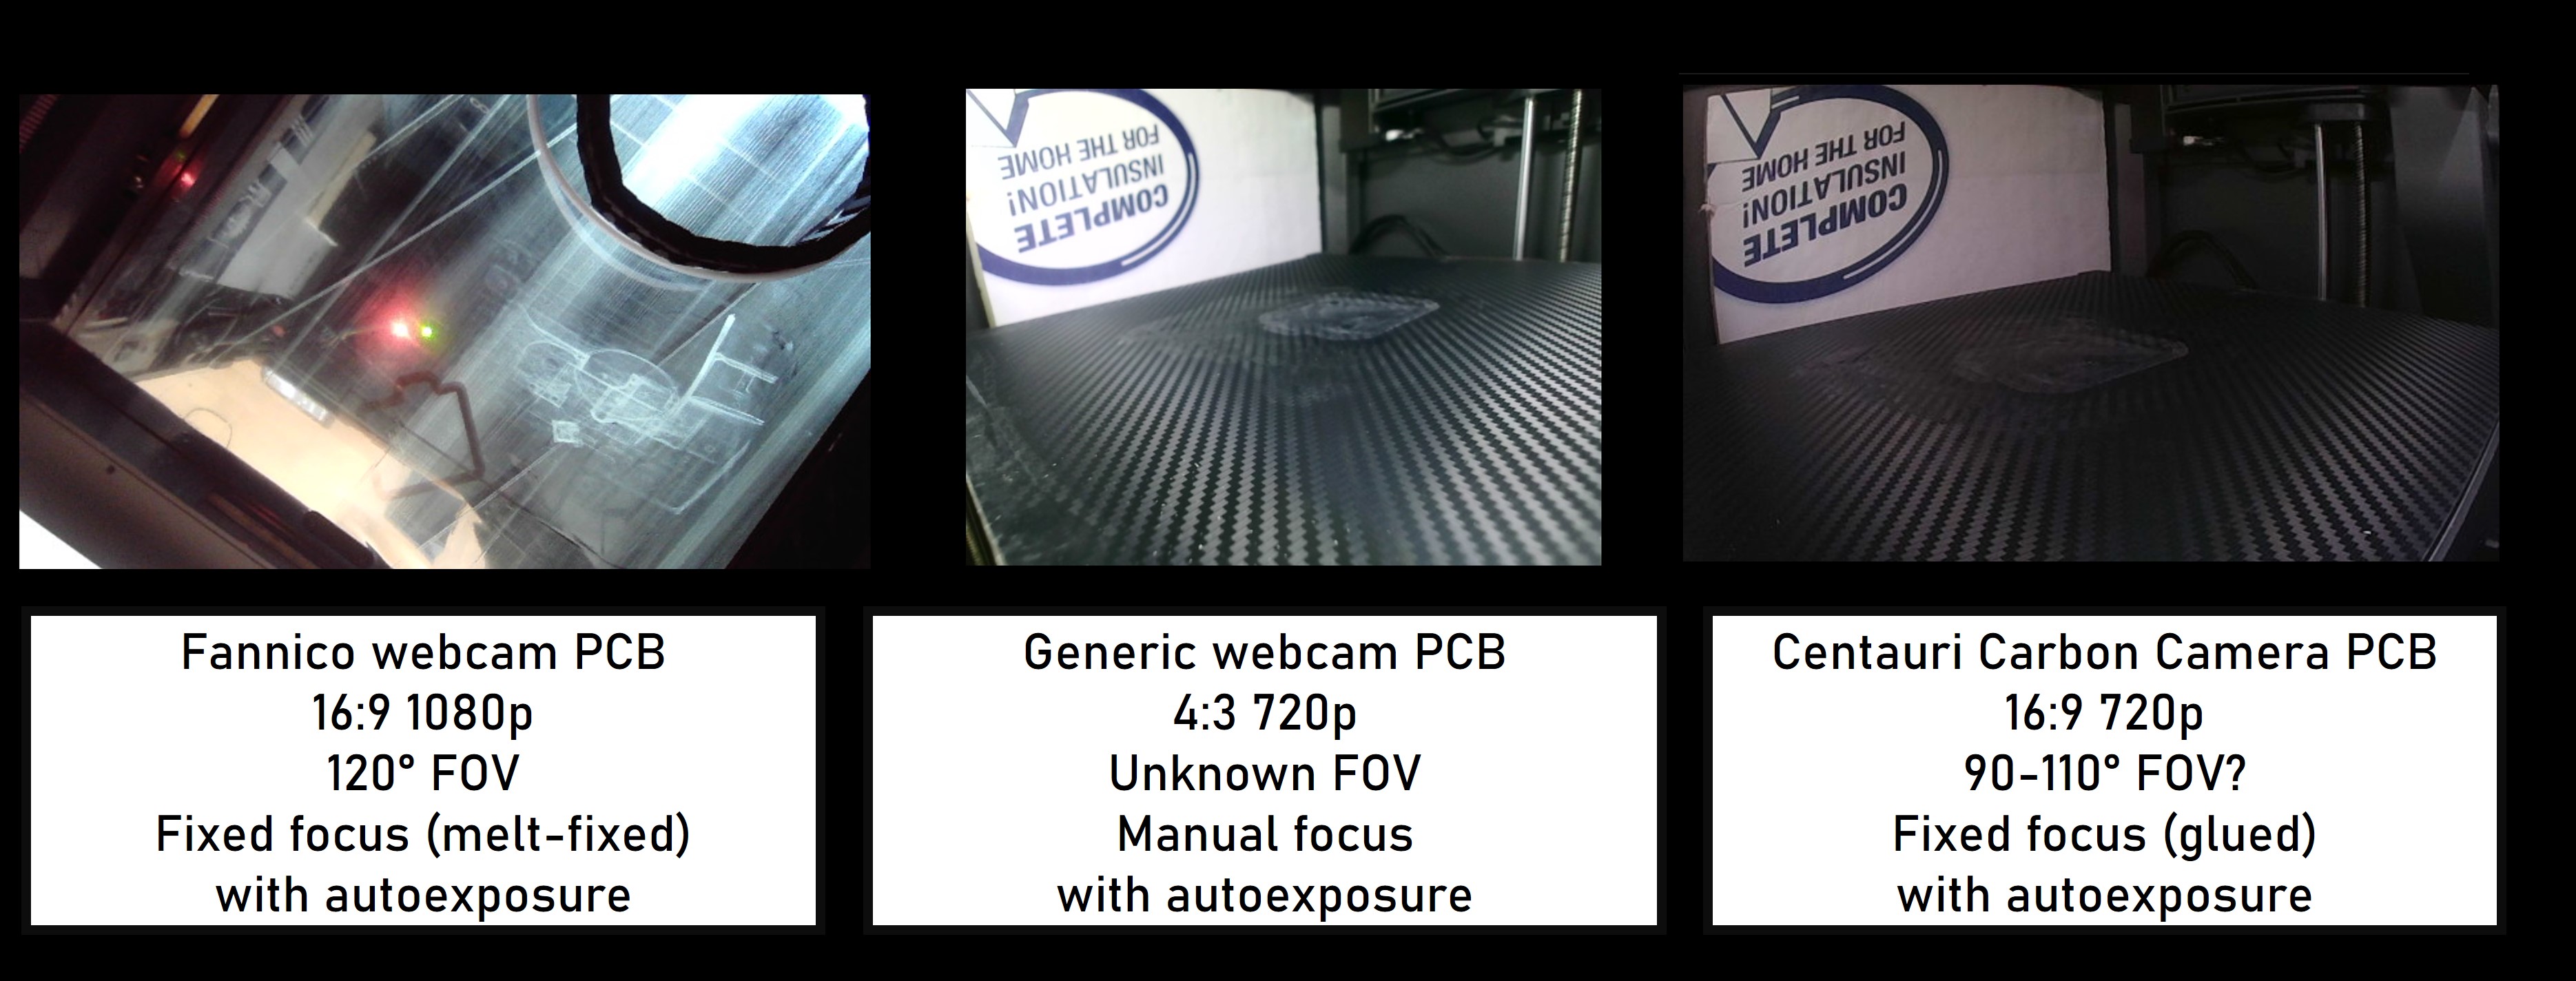 COMPLETE
INSULATION!
FOR THE HOME
COMPLETE
INSULATION!
FOR THE HOME
Fannico webcam PCB
16:9 1080p
120° FOV
Fixed focus (melt-fixed)
with autoexposure
Generic webcam PCB
4:3 720p
Unknown FOV
Manual focus
with autoexposure
Centauri Carbon Camera PCB
16:9 720p
90-110° FOV?
Fixed focus (glued)
with autoexposure